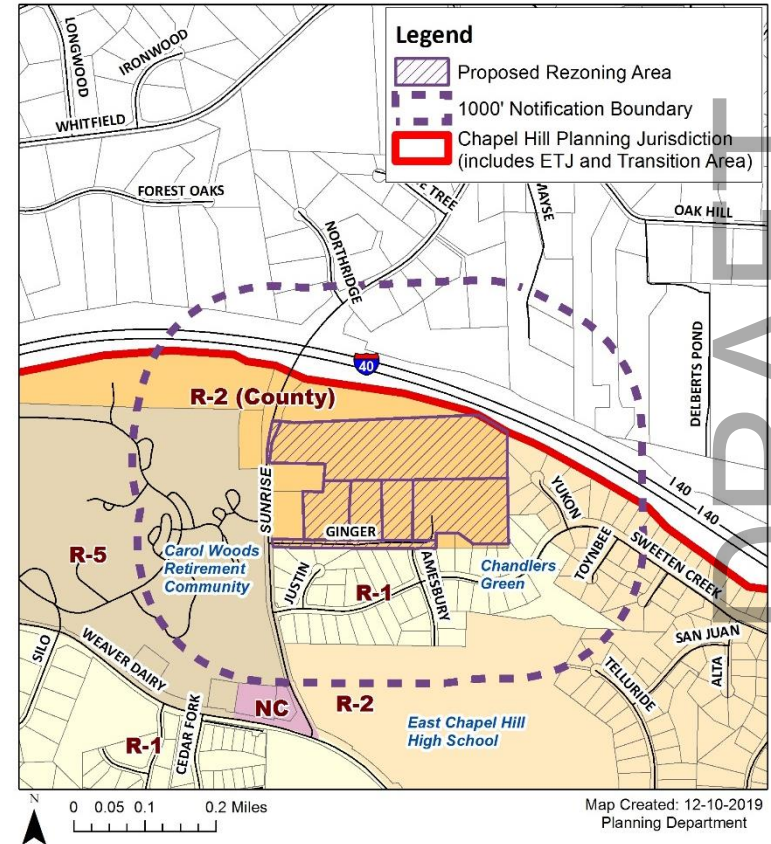 Legend
Proposed Rezoning Area
1000' Notification Boundary
Chapel Hill Planning Jurisdiction
(includes ETJ and Transition Area)
LONGWOOD
IRONWOOD
WHITFIELD
FOREST OAKS
NORTHRIDGE
E TREE
MAYSE
OAK HILL
DELBERTS POND
40
R-2 (County)
SUNRISE
I 40
I 40
GINGER
YUKON
TOYNBEE
SWEETEN CREEK
R-5
Carol Woods
Retirement
Community
JUSTIN
R-1
AMESBURY
Chandlers
Green
SILO
WEAVER DAIRY
CEDAR FORK
NC
R-2
R-1
East Chapel Hill
High School
SAN JUAN
TELLURIDE
ALTA
DRAFT
N
0 0.05 0.1 0.2 Miles
Map Created: 12-10-2019
Planning Department